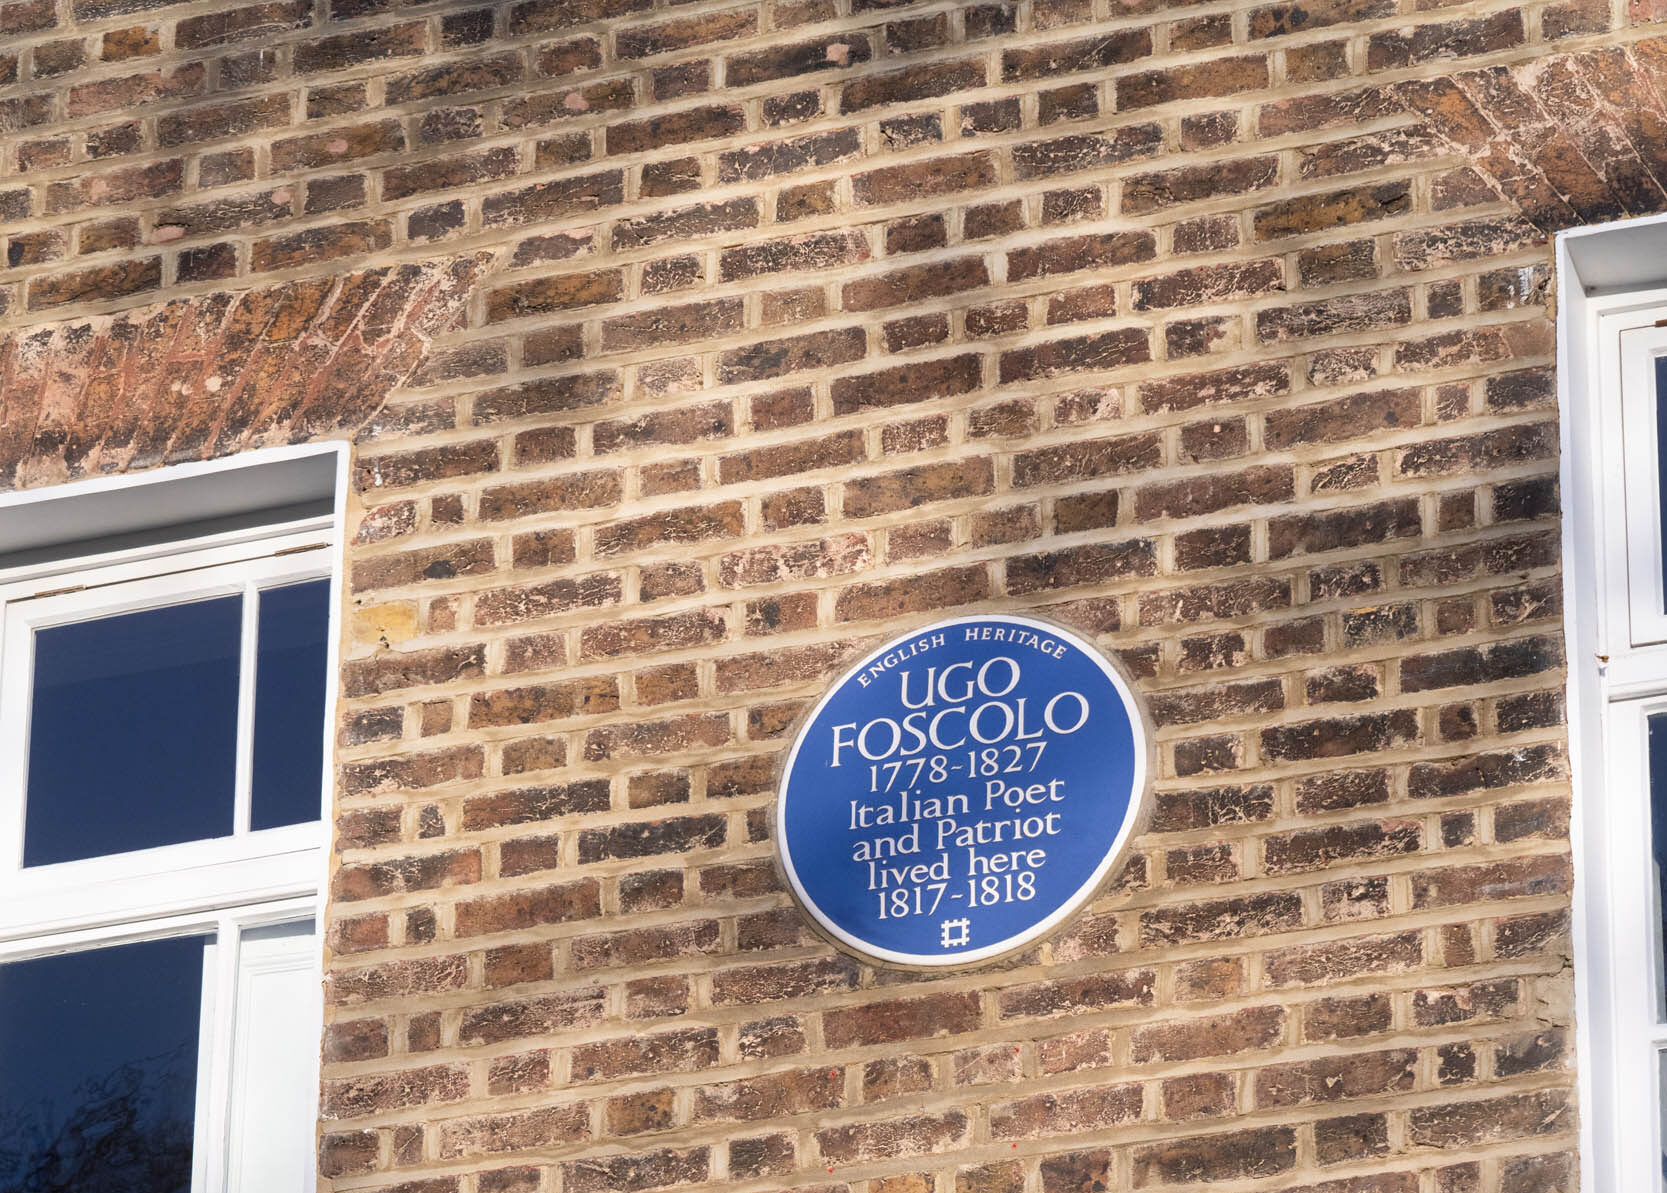 ENGLISH HERITAGE
UGO
FOSCOLO
1778-1827
Italian Poet
and Patriot
lived here
1817-1818